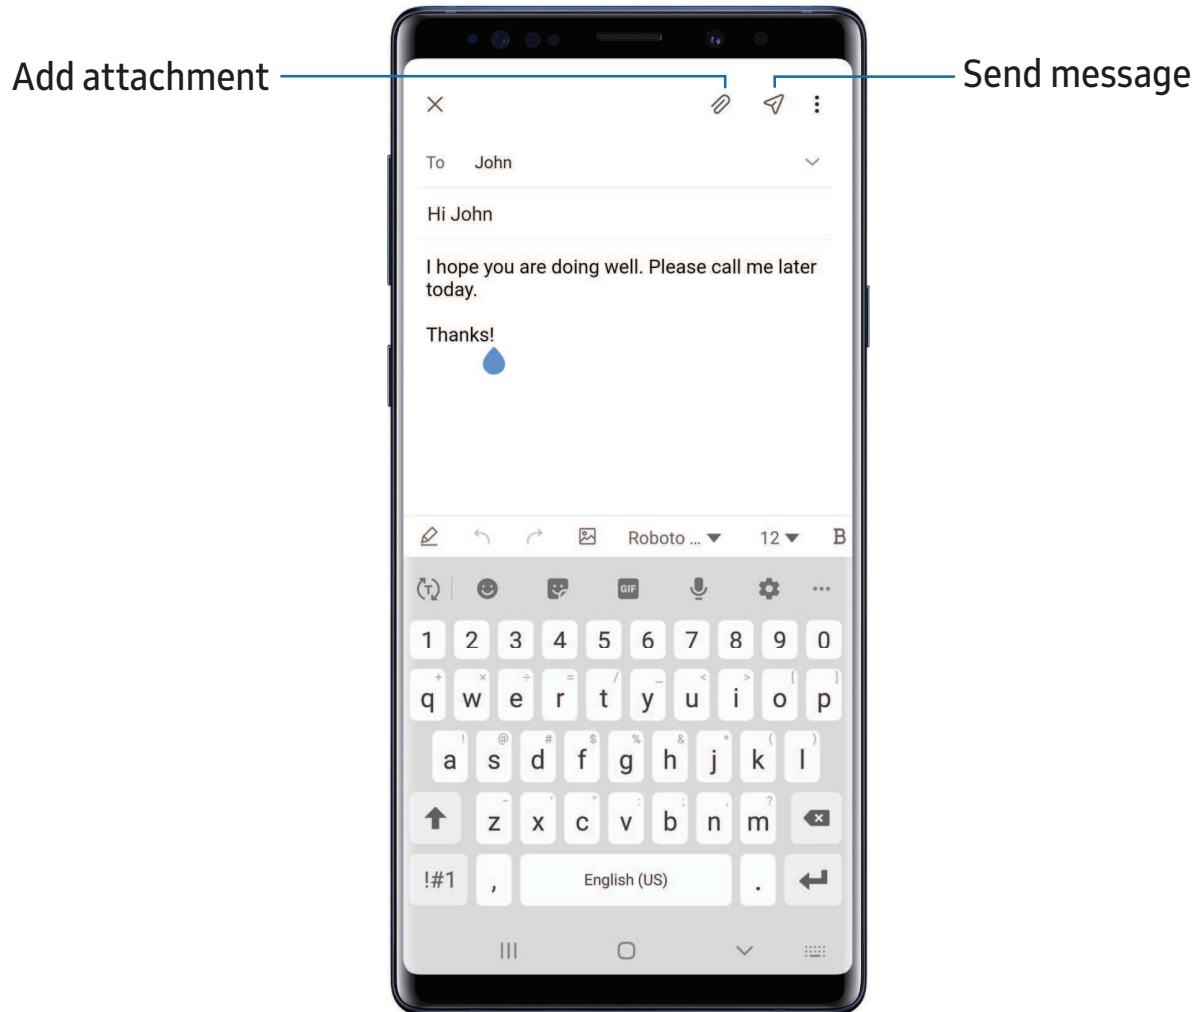 Add attachment
Send message
To John
Hi John
I hope you are doing well. Please call me later
today.
Thanks!
Roboto ... 12 B
T GIF
1 2 3 4 5 6 7 8 9 0
+ × ÷ = / _ < > [ ]
q w e r t y u i o p
! @ # $ % & * ( )
a s d f g h j k l
- ' " : ; , ?
z x c v b n m
!#1 , English (US) .